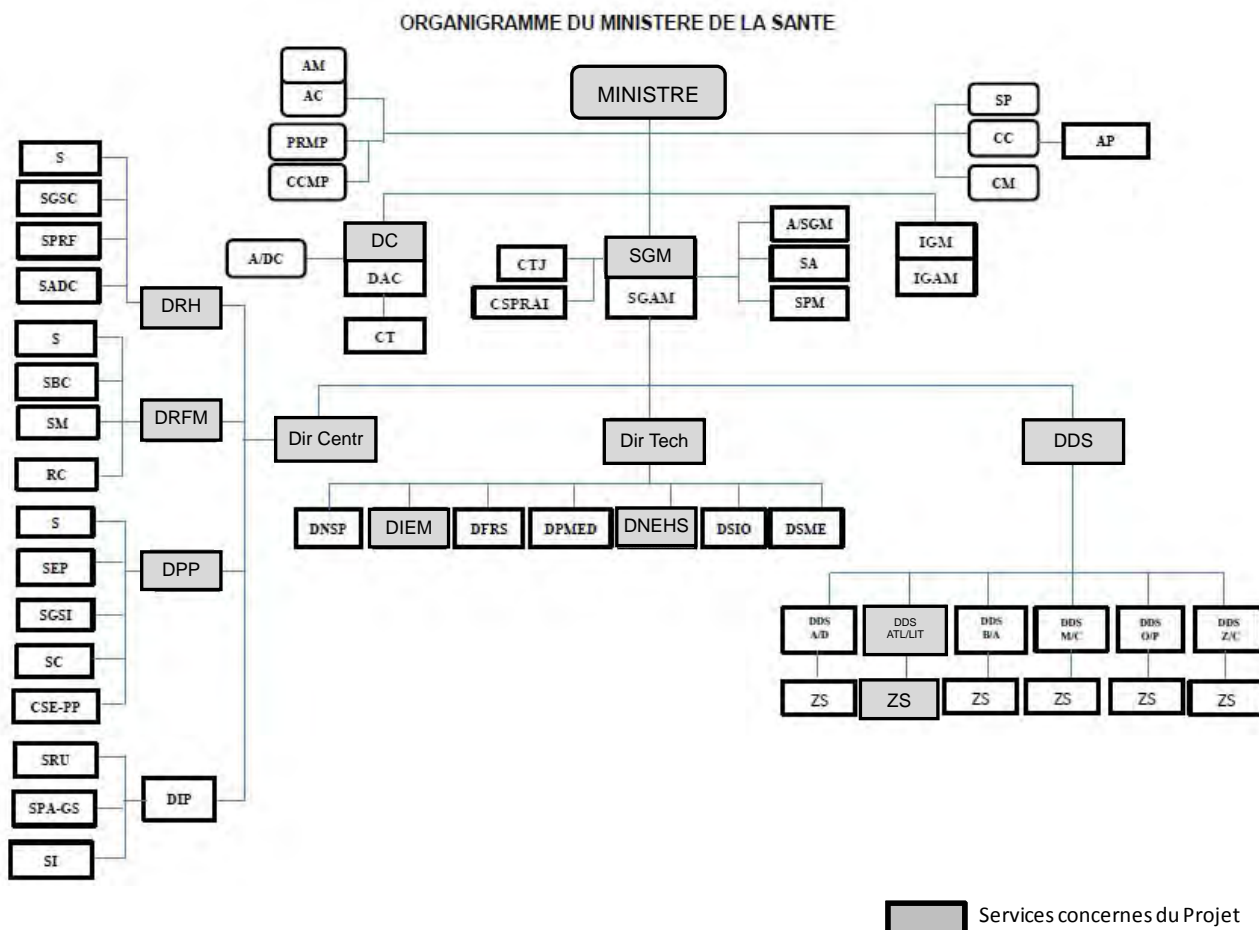 ORGANIGRAMME DU MINISTERE DE LA SANTE
AM
AC
PRMP
CCMP
MINISTRE
SP
CC
AP
CM
S
SGSC
SPRF
SADC
DRH
A/DC
DC
DAC
CT
CTJ
CSPRAI
SGM
SGAM
A/SGM
SA
SPM
IGM
IGAM
S
SBC
SM
RC
DRFM
Dir Centr
Dir Tech
DDS
DNSP
DIEM
DFRS
DPMED
DNEHS
DSIO
DSME
S
SEP
SGSI
SC
CSE-PP
DPP
DDS
A/D
DDS
ATL/LIT
DDS
B/A
DDS
M/C
DDS
O/P
DDS
Z/C
ZS
ZS
ZS
ZS
ZS
ZS
SRU
SPA-GS
SI
DIP
Services concernes du Projet